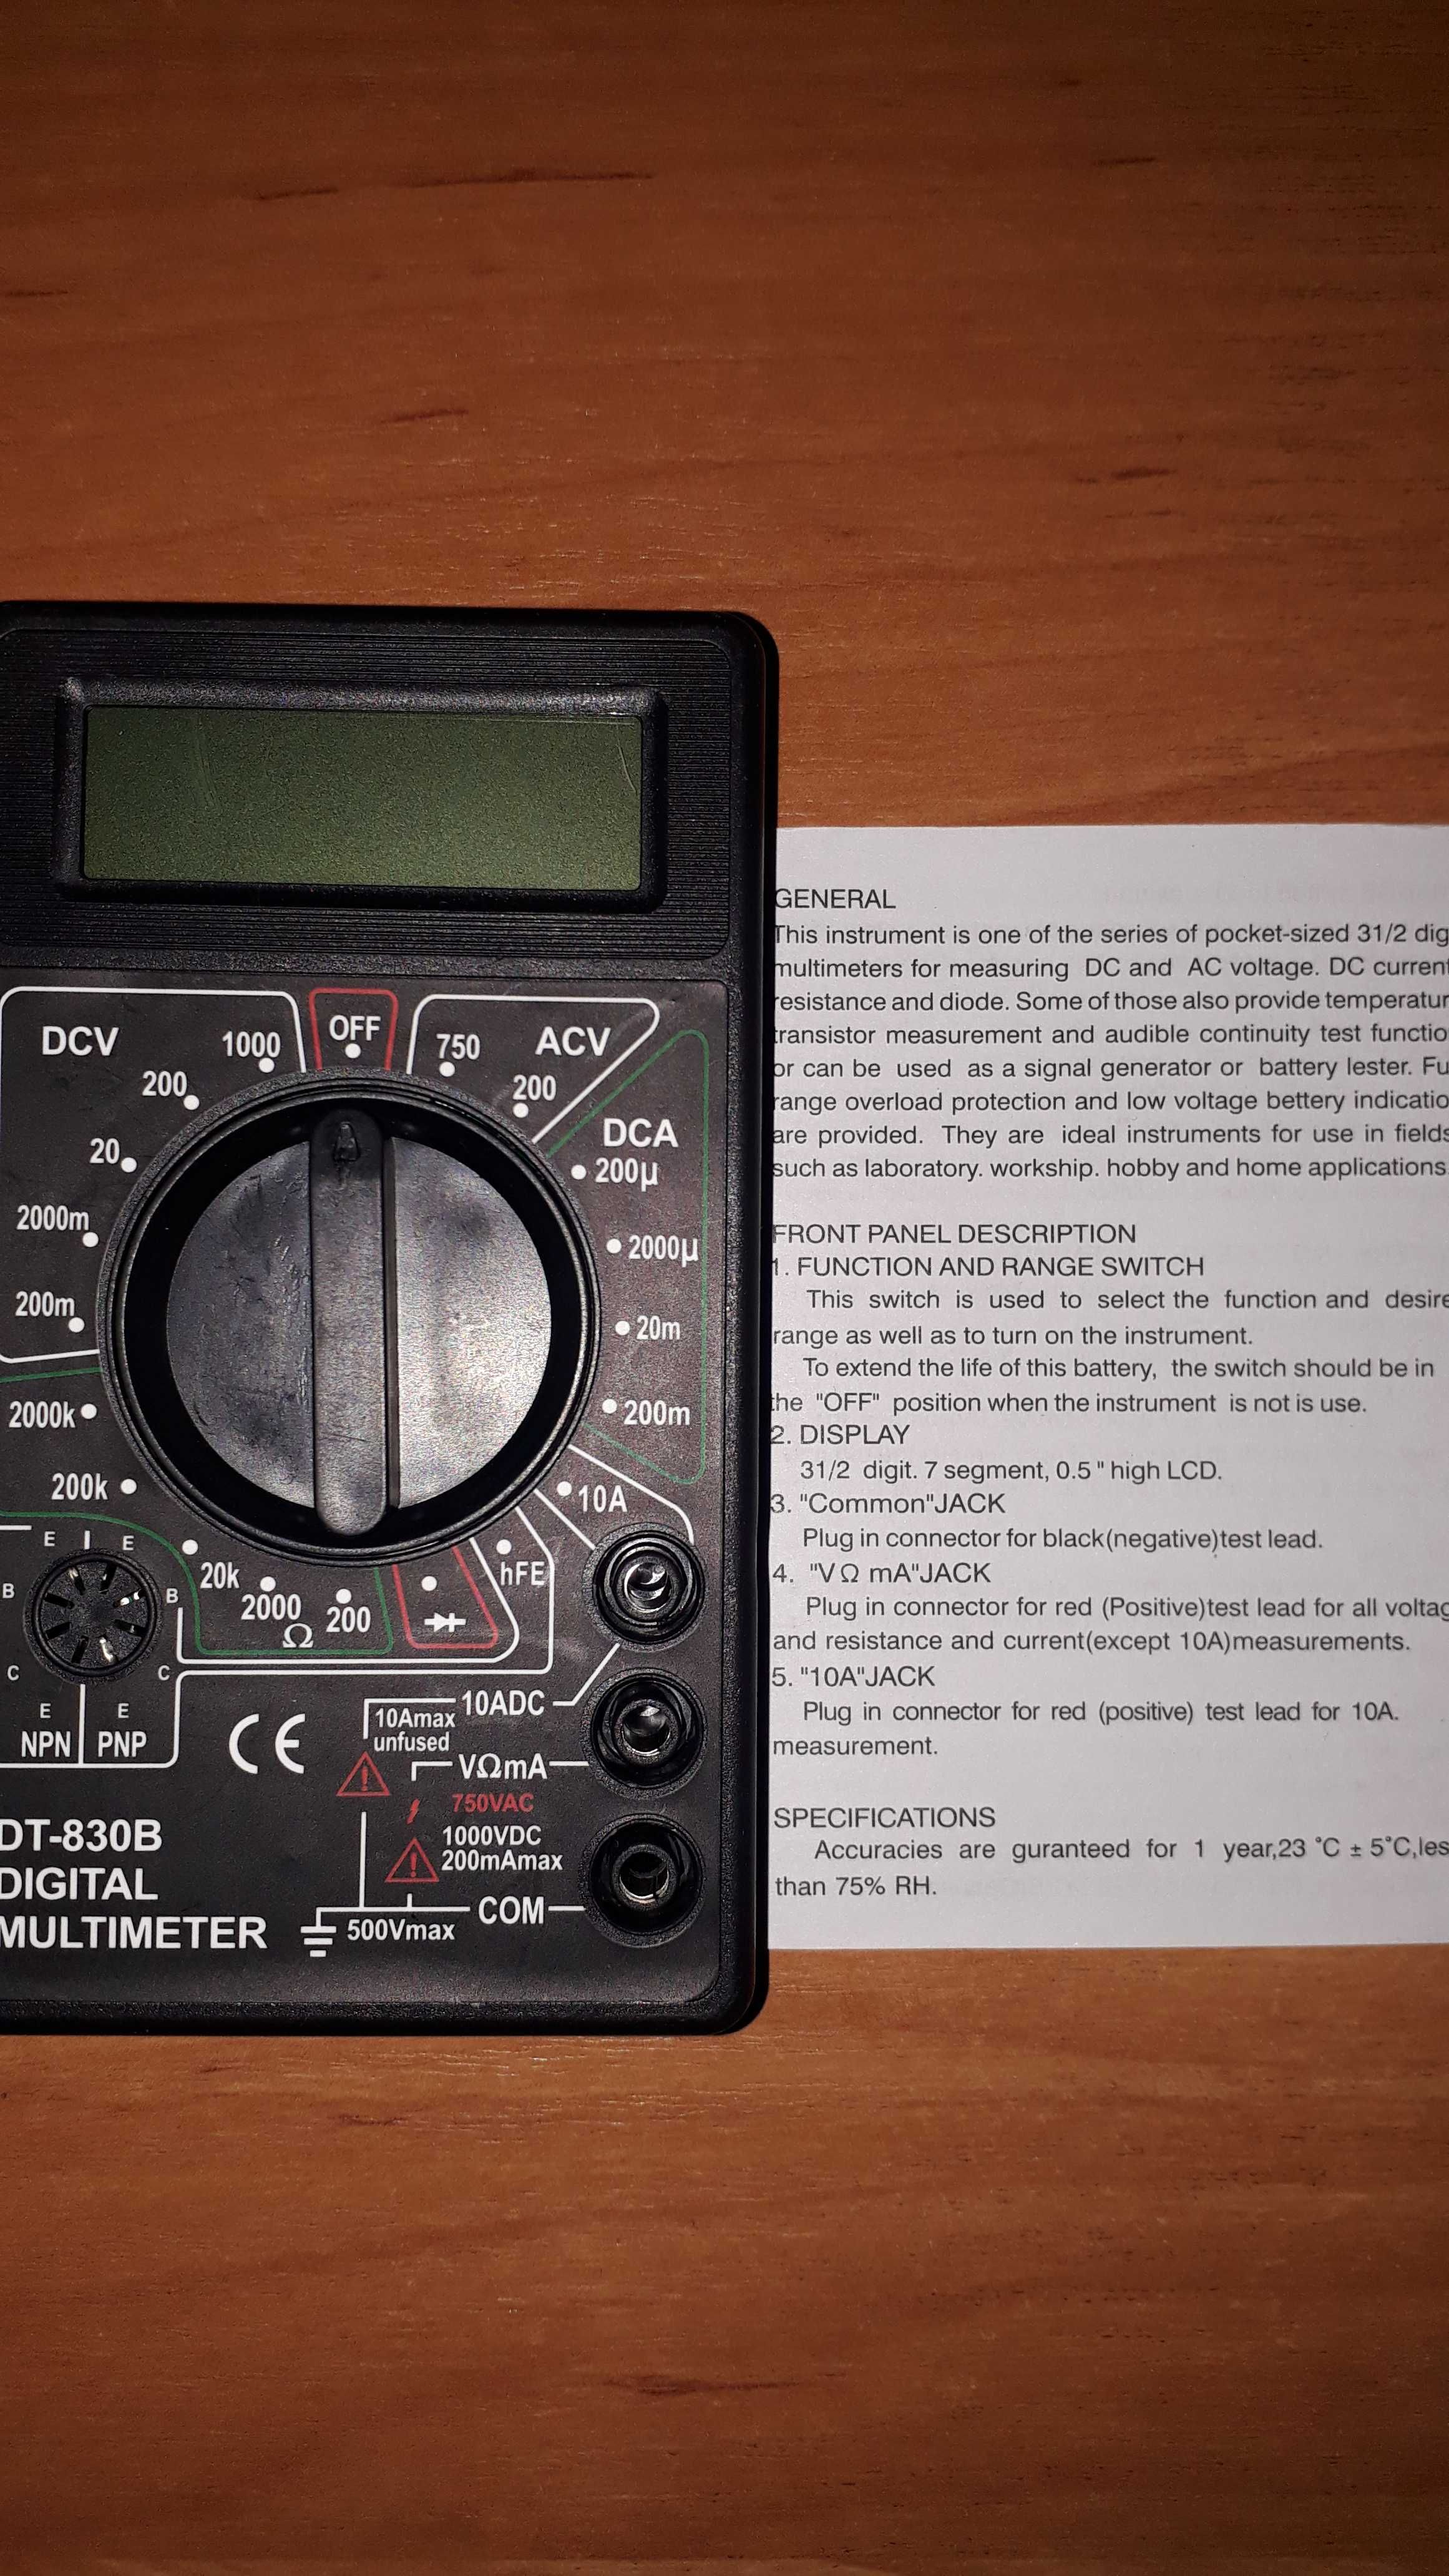 DCV
1000
OFF
750
ACV
200
200
20
DCA
200µ
2000m
2000µ
200m
20m
2000k
200m
200k
10A
E
E
20k
hFE
B
B
2000
200
Ω
C
C
E
E
NPN
PNP
CE
10ADC
10Amax
unfused
VΩmA
750VAC
1000VDC
200mAmax
COM
500Vmax
DT-830B
DIGITAL
MULTIMETER
GENERAL
This instrument is one of the series of pocket-sized 31/2 dig
multimeters for measuring DC and AC voltage. DC current
resistance and diode. Some of those also provide temperatur
transistor measurement and audible continuity test functio
or can be used as a signal generator or battery lester. Fu
range overload protection and low voltage bettery indicatio
are provided. They are ideal instruments for use in fields
such as laboratory. workship. hobby and home applications.
FRONT PANEL DESCRIPTION
1. FUNCTION AND RANGE SWITCH
This switch is used to select the function and desire
range as well as to turn on the instrument.
To extend the life of this battery, the switch should be in
the "OFF" position when the instrument is not is use.
2. DISPLAY
31/2 digit. 7 segment, 0.5 " high LCD.
3. "Common"JACK
Plug in connector for black(negative)test lead.
4. "VΩ mA"JACK
Plug in connector for red (Positive)test lead for all voltag
and resistance and current(except 10A)measurements.
5. "10A"JACK
Plug in connector for red (positive) test lead for 10A.
measurement.
SPECIFICATIONS
Accuracies are guranteed for 1 year,23 °C ± 5°C,les
than 75% RH.